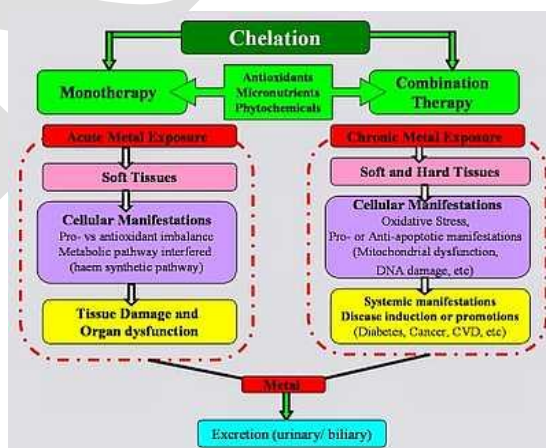 Chelation
Monotherapy
Antioxidants
Micronutrients
Phytochemicals
Combination
Therapy
Acute Metal Exposure
Soft Tissues
Cellular Manifestations
Pro- vs antioxidant imbalance
Metabolic pathway interfered
(haem synthetic pathway)
Tissue Damage and
Organ dysfunction
Chronic Metal Exposure
Soft and Hard Tissues
Cellular Manifestations
Oxidative Stress,
Pro- or Anti-apoptotic manifestations
(Mitochondrial dysfunction,
DNA damage, etc)
Systemic manifestations
Disease induction or promotions
(Diabetes, Cancer, CVD, etc)
Metal
Excretion (urinary/ biliary)